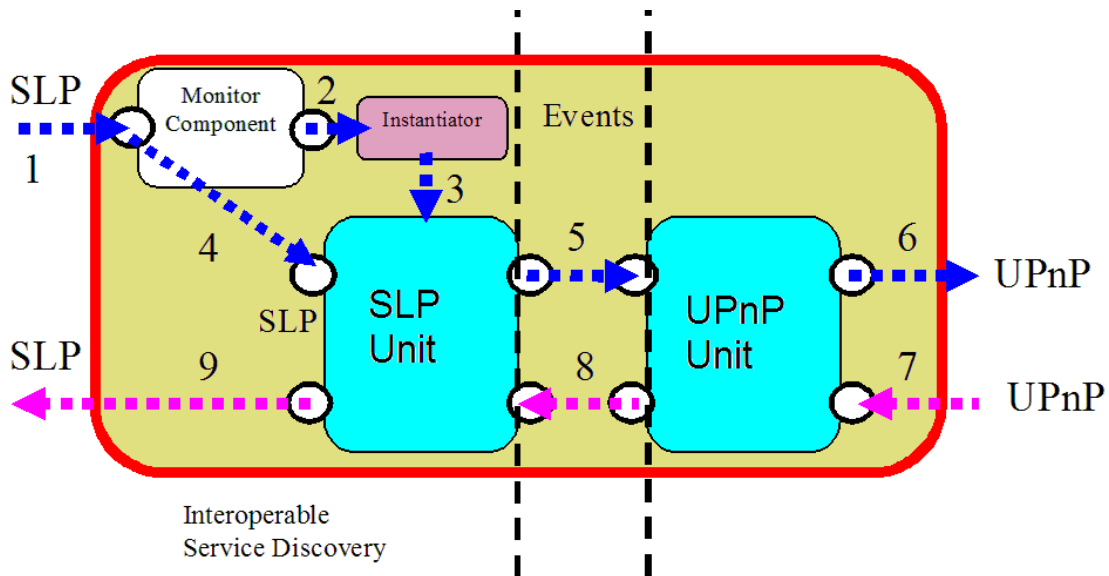 SLP
1
Monitor
Component
2
Instantiator
Events
3
4
5
6
UPnP
SLP
SLP
Unit
UPnP
Unit
SLP
9
8
7
UPnP
Interoperable
Service Discovery